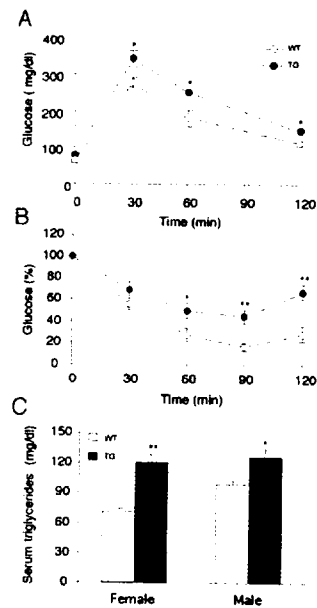 A
Glucose ( mg/dl)
400
300
200
100
0
WT
TG
* * * *
0 30 60 90 120
Time (min)
B
Glucose (%)
120
100
80
60
40
20
0
* ** **
0 30 60 90 120
Time (min)
C
Serum triglycerides (mg/dl)
150
120
90
60
30
0
WT
TG
** *
Female Male